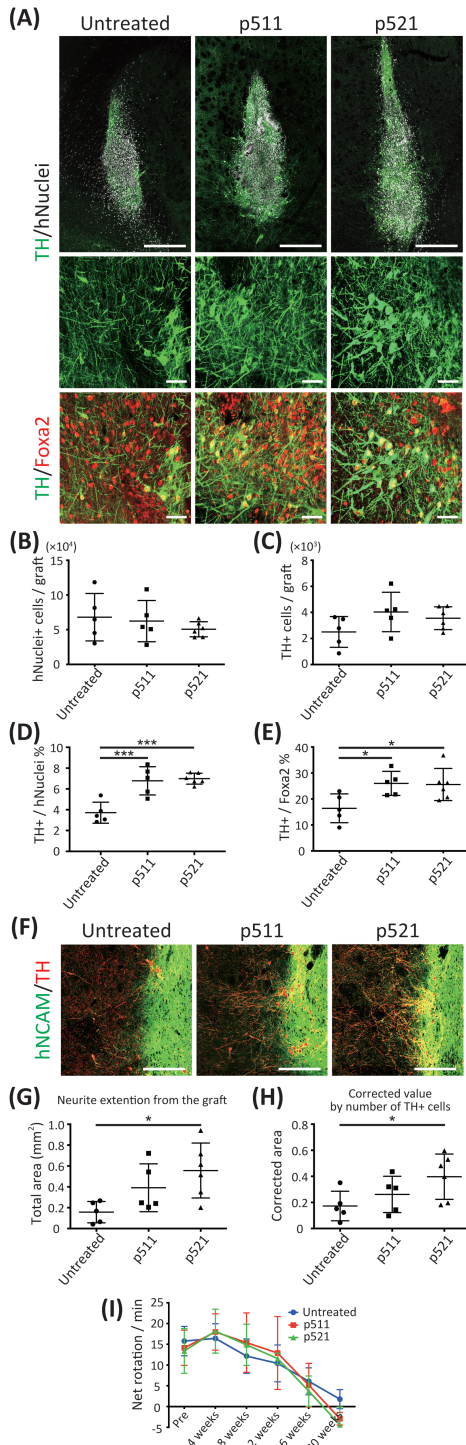 (A)
Untreated p511 p521
TH/hNuclei
TH/Foxa2
(B)
(×10⁴)
hNuclei+ cells / graft
15
10
5
0
Untreated p511 p521
(C)
(×10³)
TH+ cells / graft
8
6
4
2
0
Untreated p511 p521
(D)
TH+ / hNuclei %
10
8
6
4
2
0
***
***
Untreated p511 p521
(E)
TH+ / Foxa2 %
50
40
30
20
10
0
*
*
Untreated p511 p521
(F)
Untreated p511 p521
hNCAM/TH
(G)
Neurite extention from the graft
Total area (mm²)
1.0
0.8
0.6
0.4
0.2
0
*
Untreated p511 p521
(H)
Corrected value
by number of TH+ cells
Corrected area
0.8
0.6
0.4
0.2
0
*
Untreated p511 p521
(I)
Net rotation / min
25
20
15
10
5
0
-5
Untreated
p511
p521
Pre
4 weeks
8 weeks